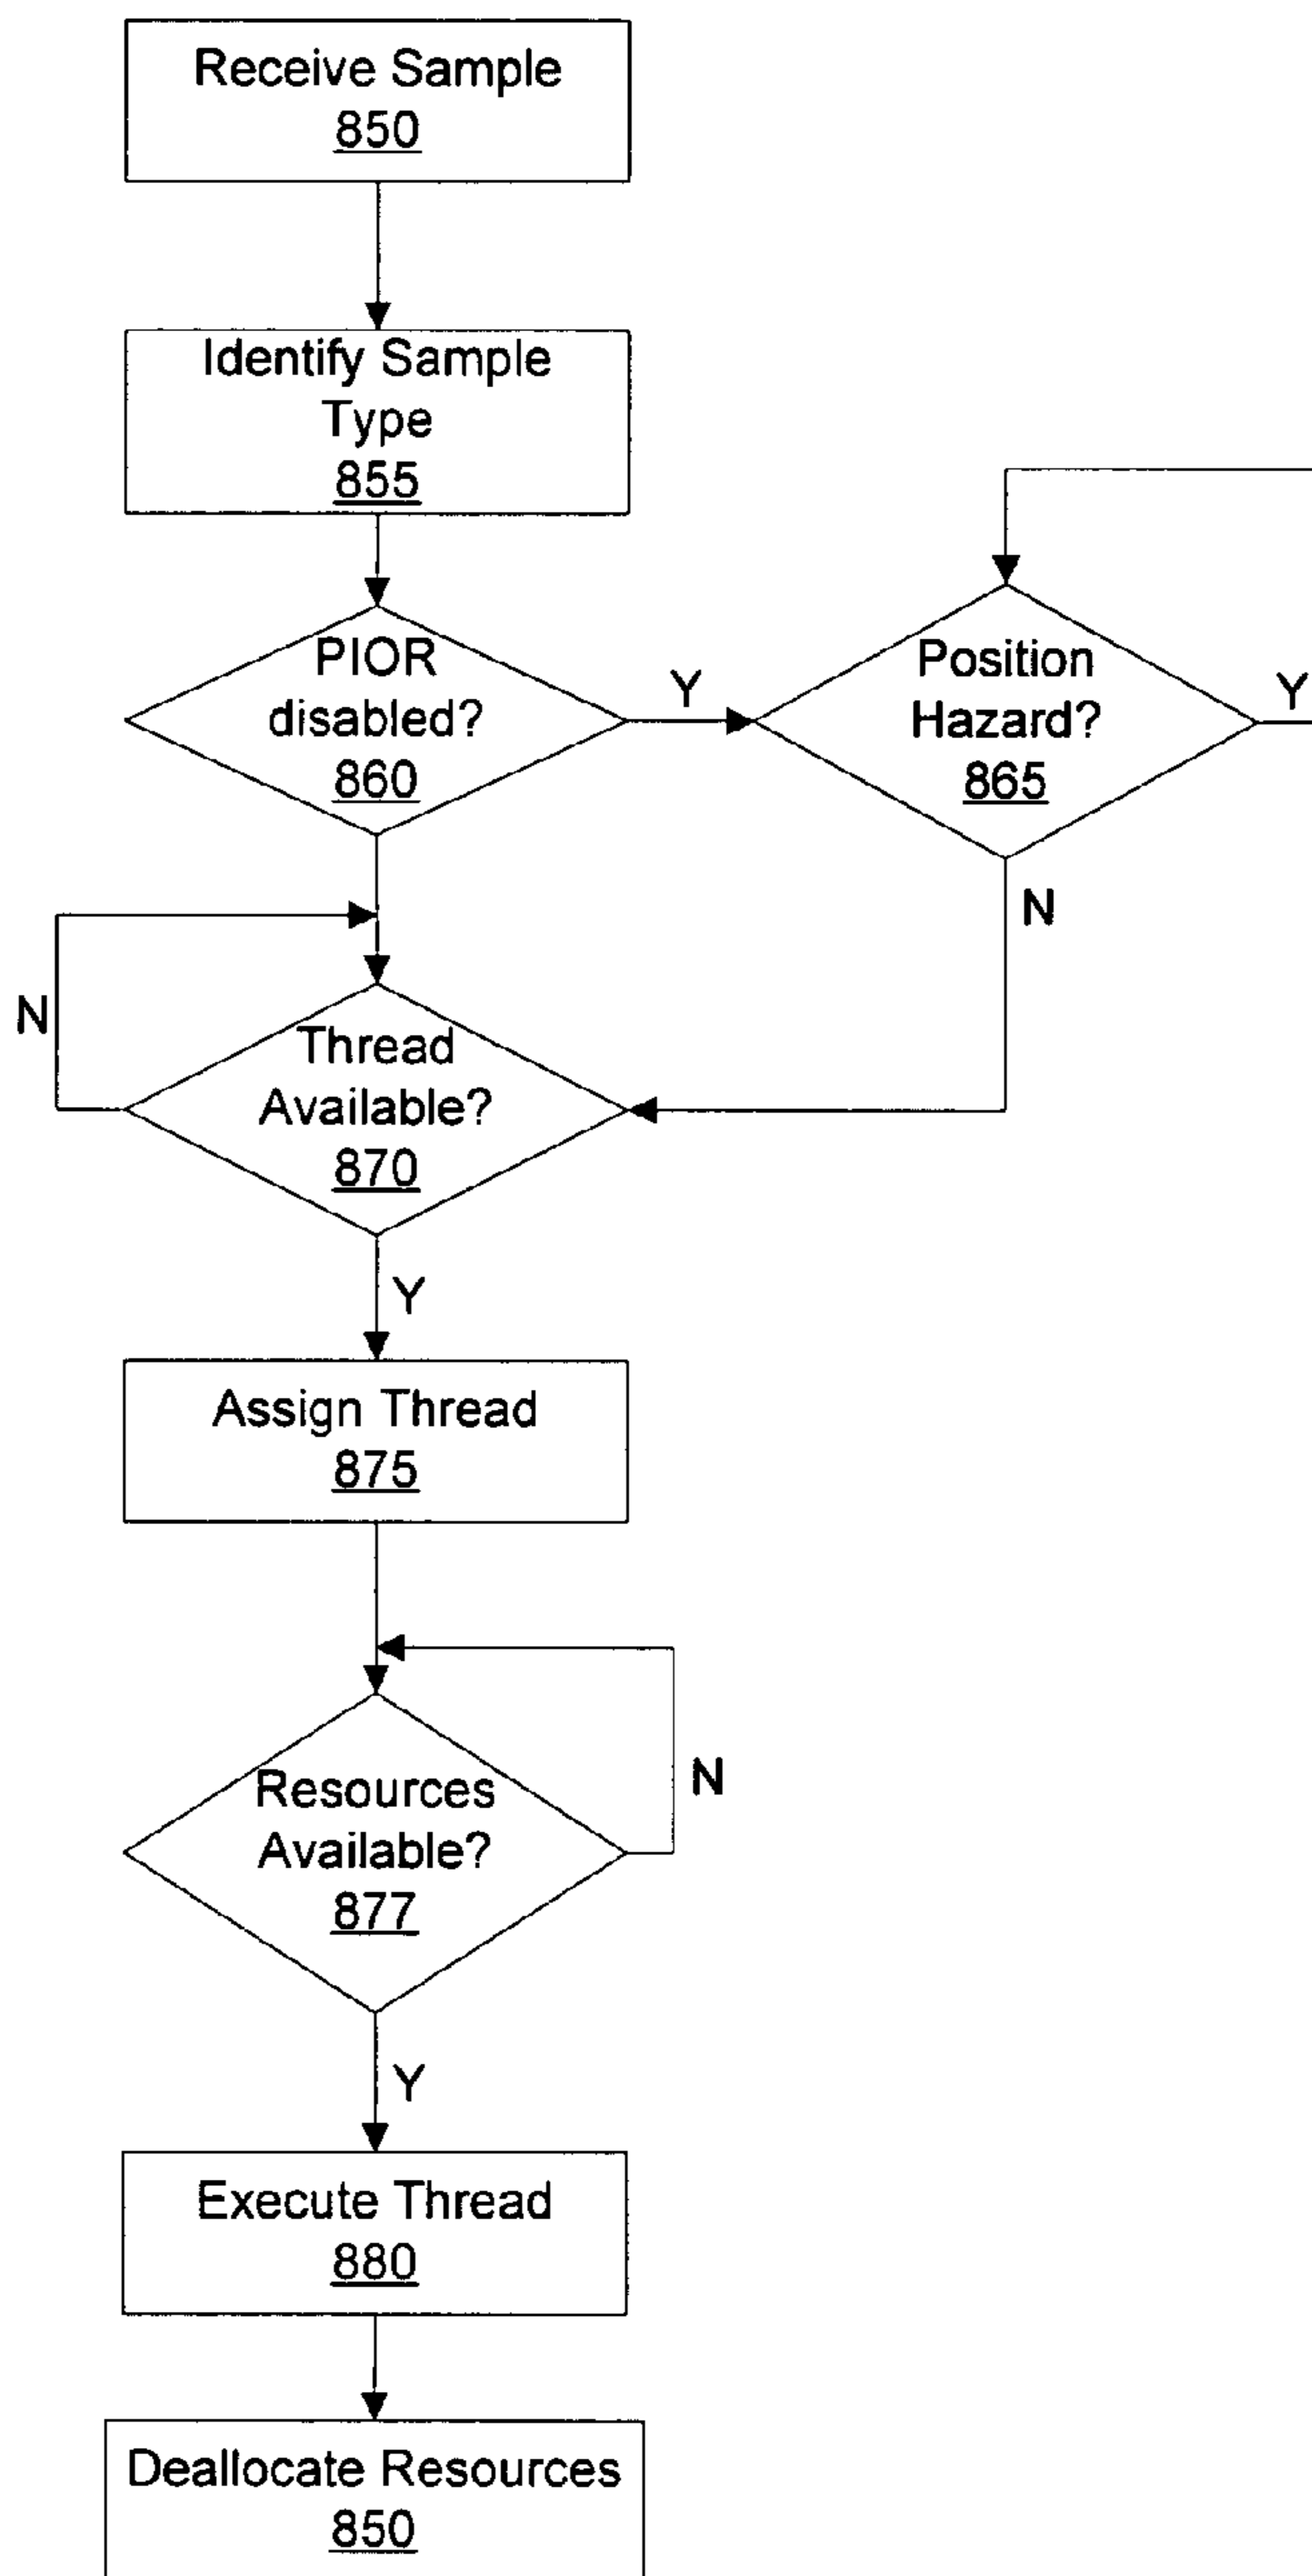 Receive Sample
850
Identify Sample
Type
855
PIOR
disabled?
860
Y
Position
Hazard?
865
Y
N
N
Thread
Available?
870
Y
Assign Thread
875
Resources
Available?
877
N
Y
Execute Thread
880
Deallocate Resources
850